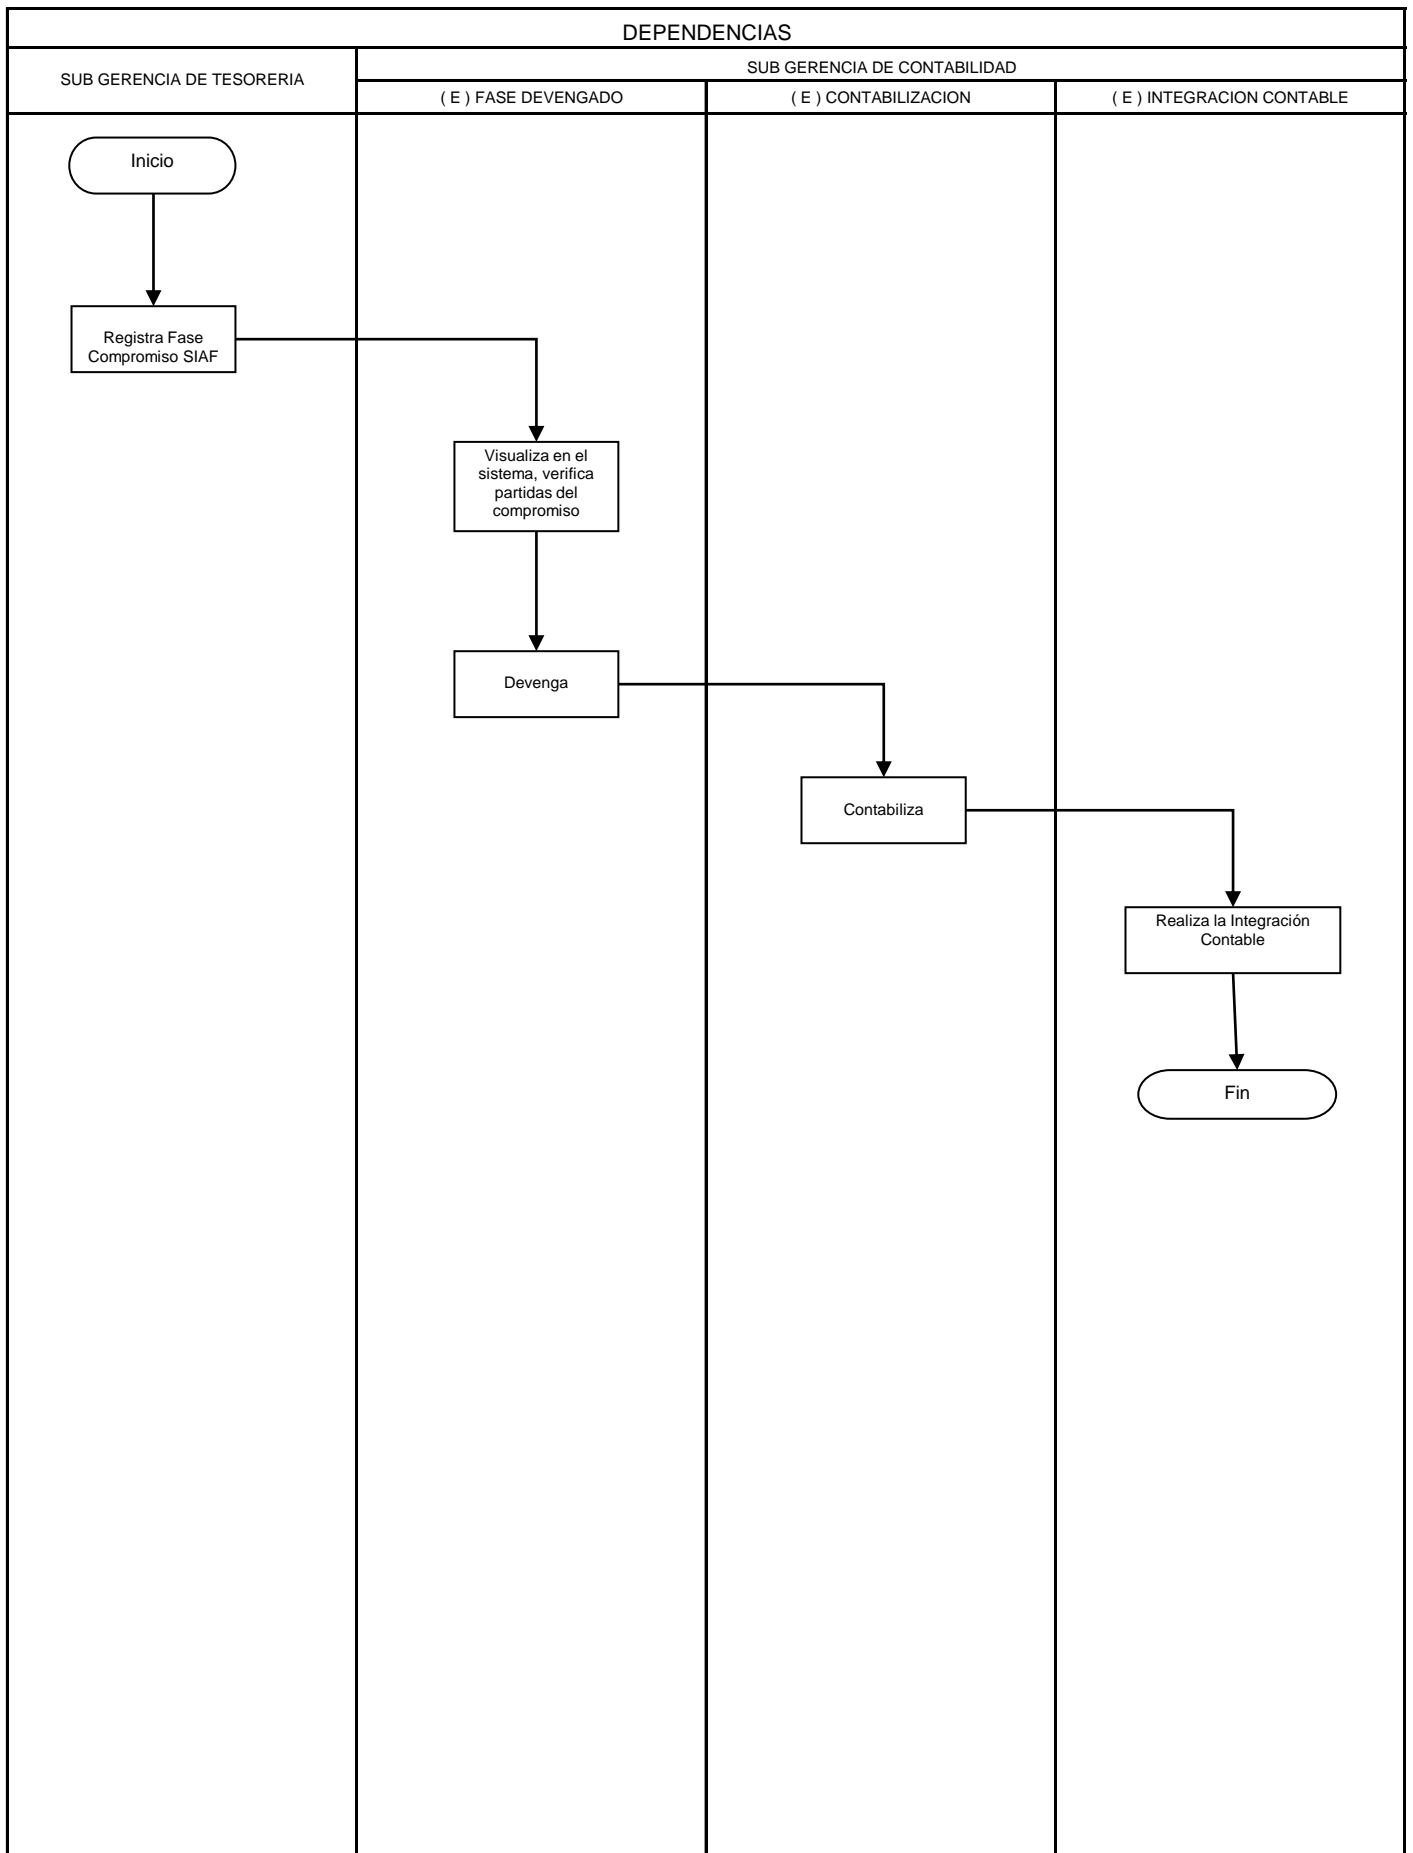 DEPENDENCIAS
SUB GERENCIA DE TESORERIA
SUB GERENCIA DE CONTABILIDAD
( E ) FASE DEVENGADO
( E ) CONTABILIZACION
( E ) INTEGRACION CONTABLE
Inicio
Registra Fase
Compromiso SIAF
Visualiza en el
sistema, verifica
partidas del
compromiso
Devenga
Contabiliza
Realiza la Integración
Contable
Fin